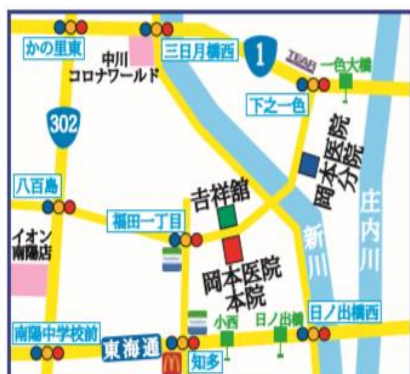 かの里東
三日月橋西
中川
コロナワールド
1
TEAR
一色大橋
下之一色
302
岡本医院
分院
庄内川
八百島
吉祥舘
福田一丁目
新川
イオン
南陽店
岡本医院
本院
小西
日ノ出橋
日ノ出橋西
南陽中学校前
東海通
知多
M